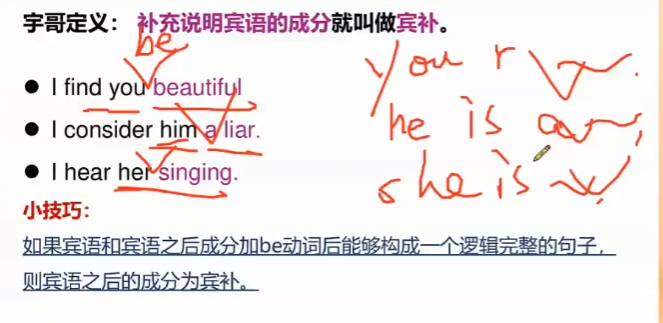 宇哥定义： 补充说明宾语的成分就叫做宾补。
be
you r
● I find you beautiful
he is
● I consider him a liar.
she is
● I hear her singing.
小技巧：
如果宾语和宾语之后成分加be动词后能够构成一个逻辑完整的句子，
则宾语之后的成分为宾补。